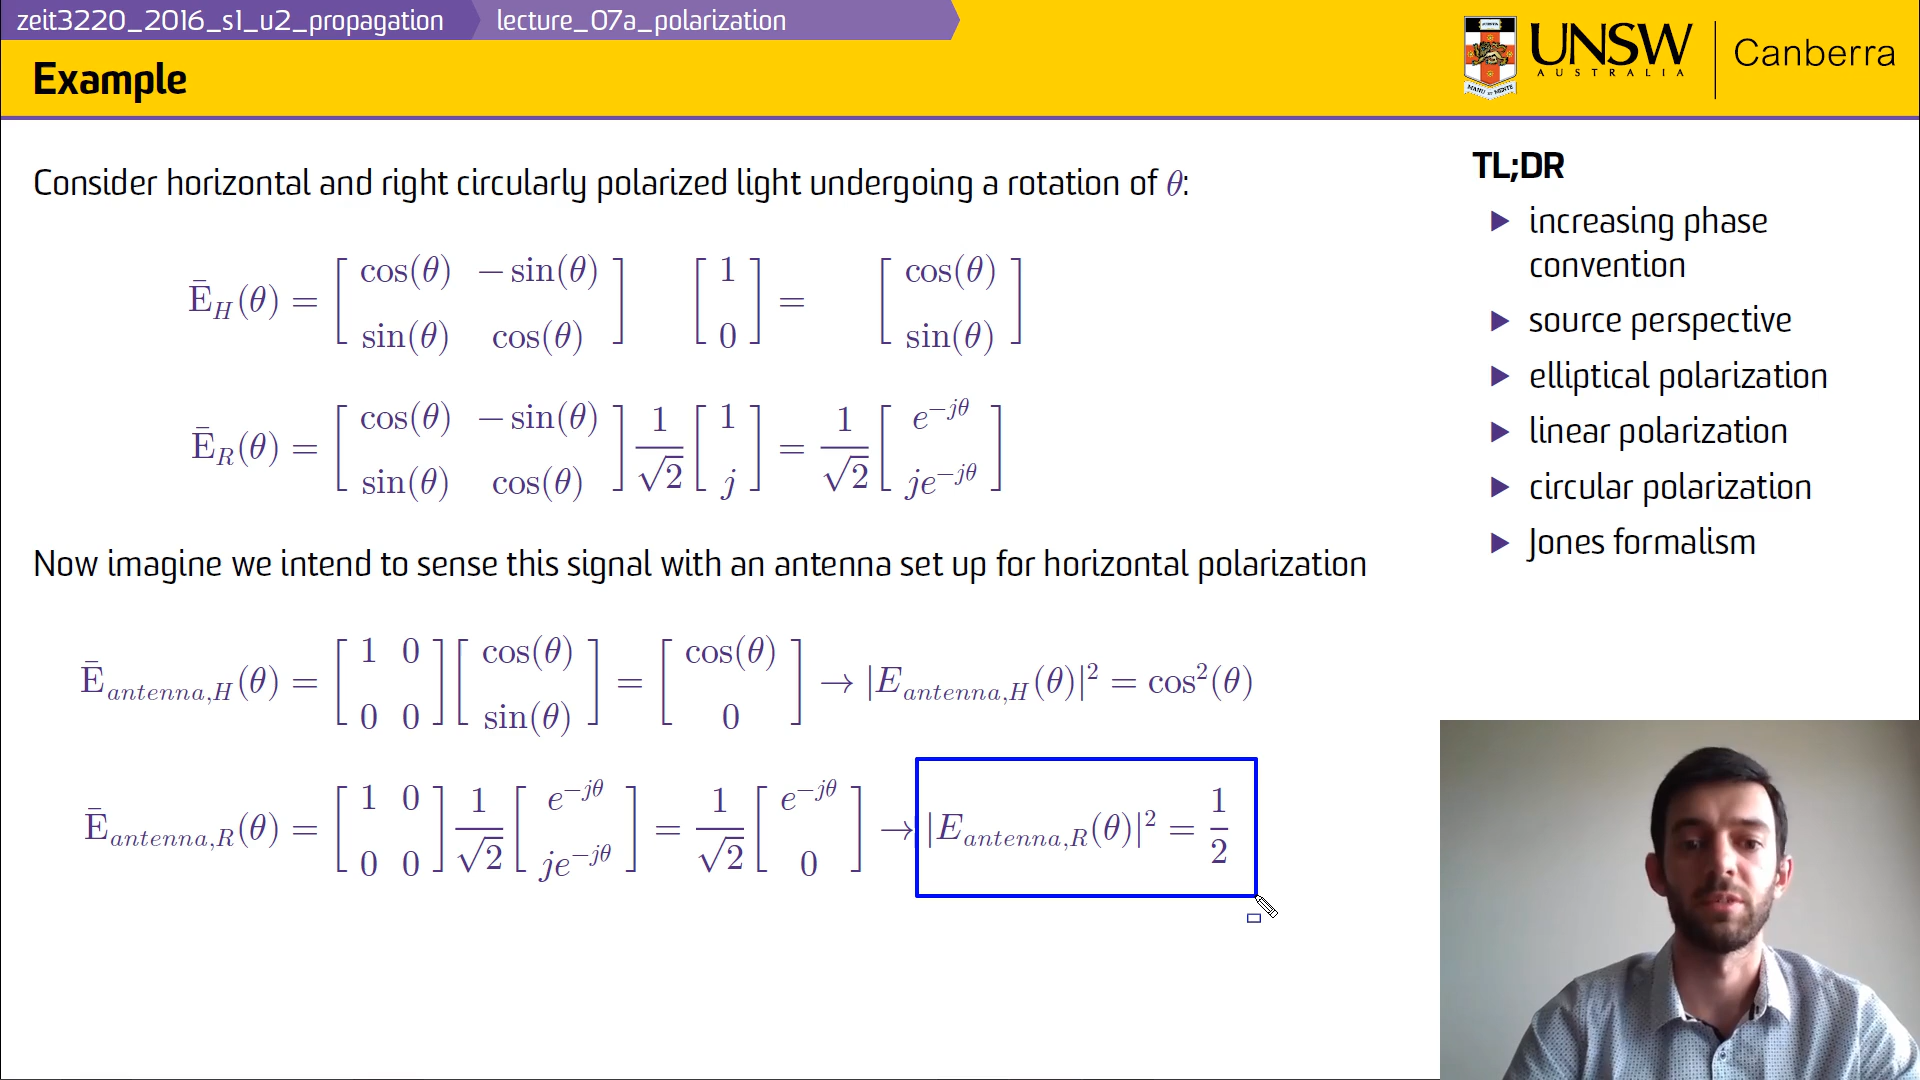 zeit3220_2016_s1_u2_propagation lecture_07a_polarization
Example
UNSW AUSTRALIA Canberra
MANU ET MENTE
Consider horizontal and right circularly polarized light undergoing a rotation of θ:
Ē_H(θ) = [ cos(θ) −sin(θ) ; sin(θ) cos(θ) ] [ 1 ; 0 ] = [ cos(θ) ; sin(θ) ]
Ē_R(θ) = [ cos(θ) −sin(θ) ; sin(θ) cos(θ) ] 1/√2 [ 1 ; j ] = 1/√2 [ e^{−jθ} ; je^{−jθ} ]
Now imagine we intend to sense this signal with an antenna set up for horizontal polarization
Ē_{antenna,H}(θ) = [ 1 0 ; 0 0 ] [ cos(θ) ; sin(θ) ] = [ cos(θ) ; 0 ] → |E_{antenna,H}(θ)|² = cos²(θ)
Ē_{antenna,R}(θ) = [ 1 0 ; 0 0 ] 1/√2 [ e^{−jθ} ; je^{−jθ} ] = 1/√2 [ e^{−jθ} ; 0 ] → |E_{antenna,R}(θ)|² = 1/2
TL;DR
▶ increasing phase
convention
▶ source perspective
▶ elliptical polarization
▶ linear polarization
▶ circular polarization
▶ Jones formalism